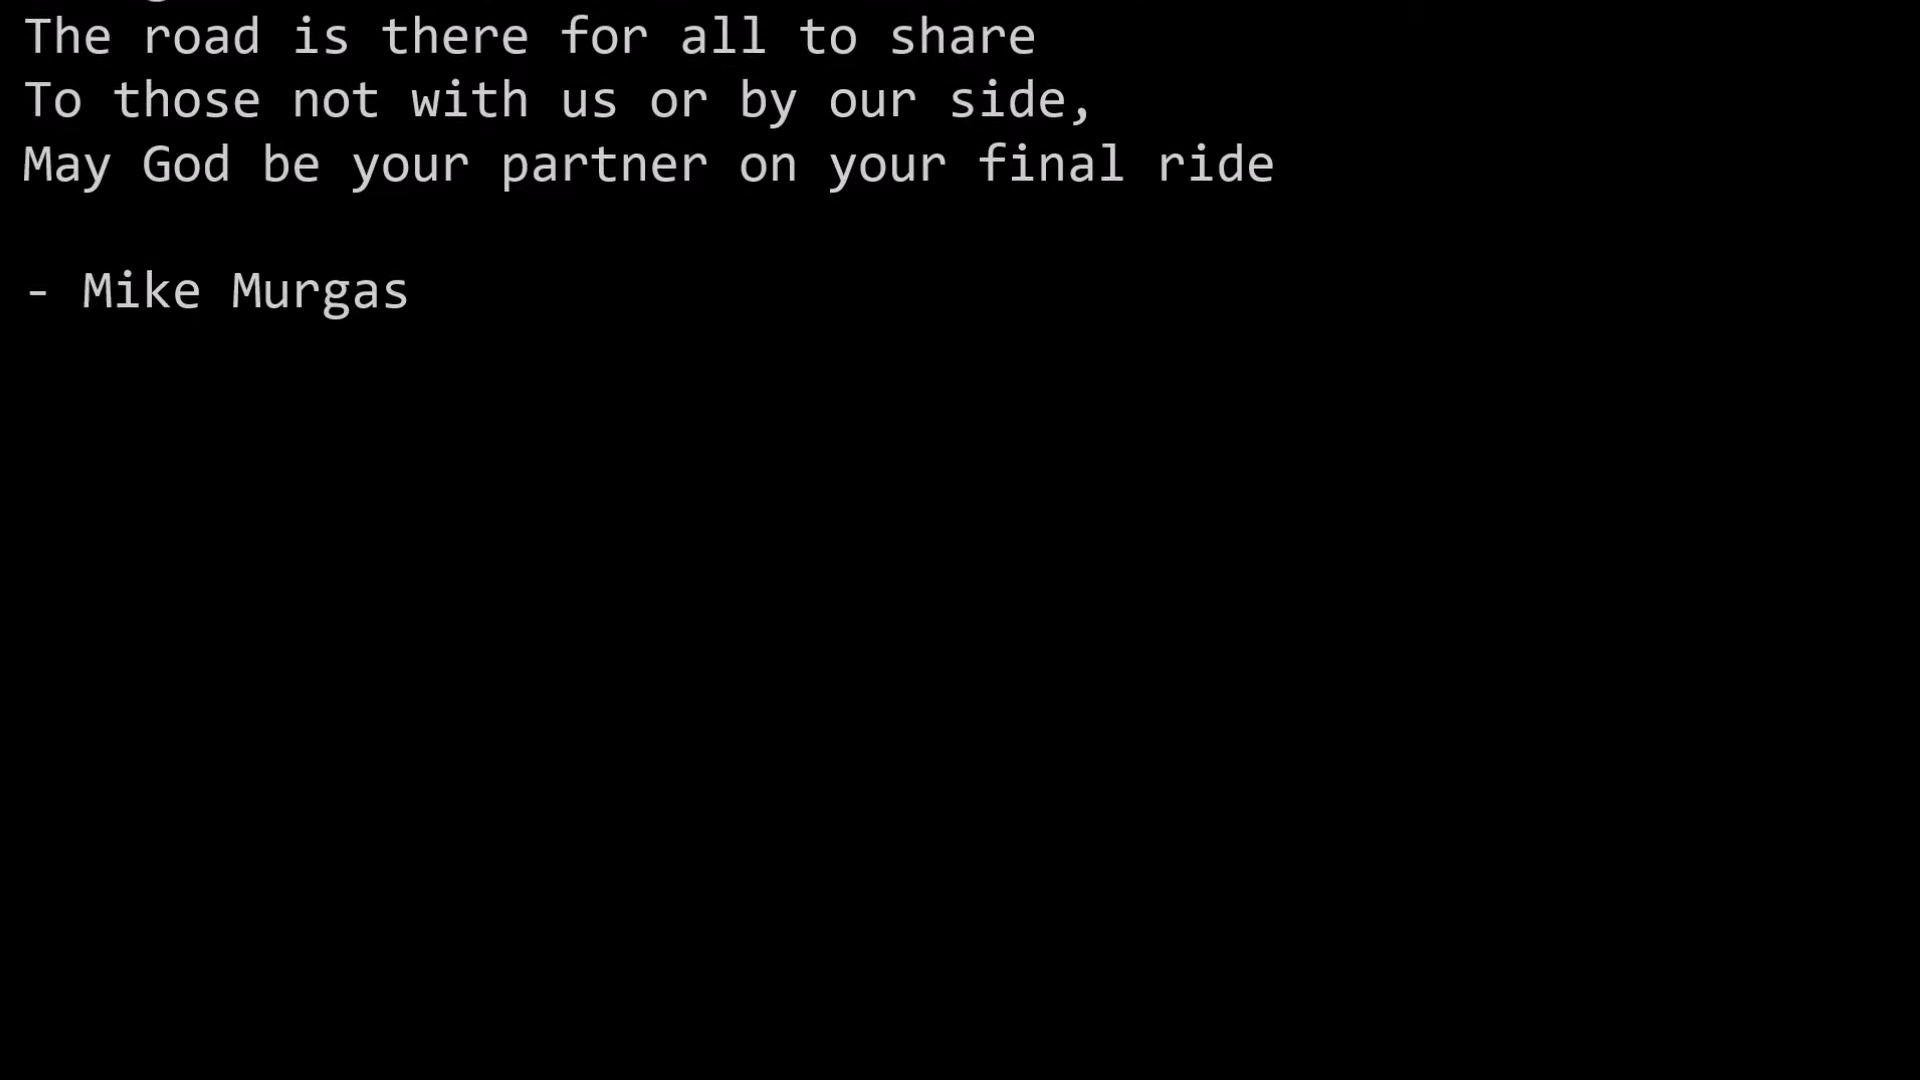 The road is there for all to share
To those not with us or by our side,
May God be your partner on your final ride
- Mike Murgas